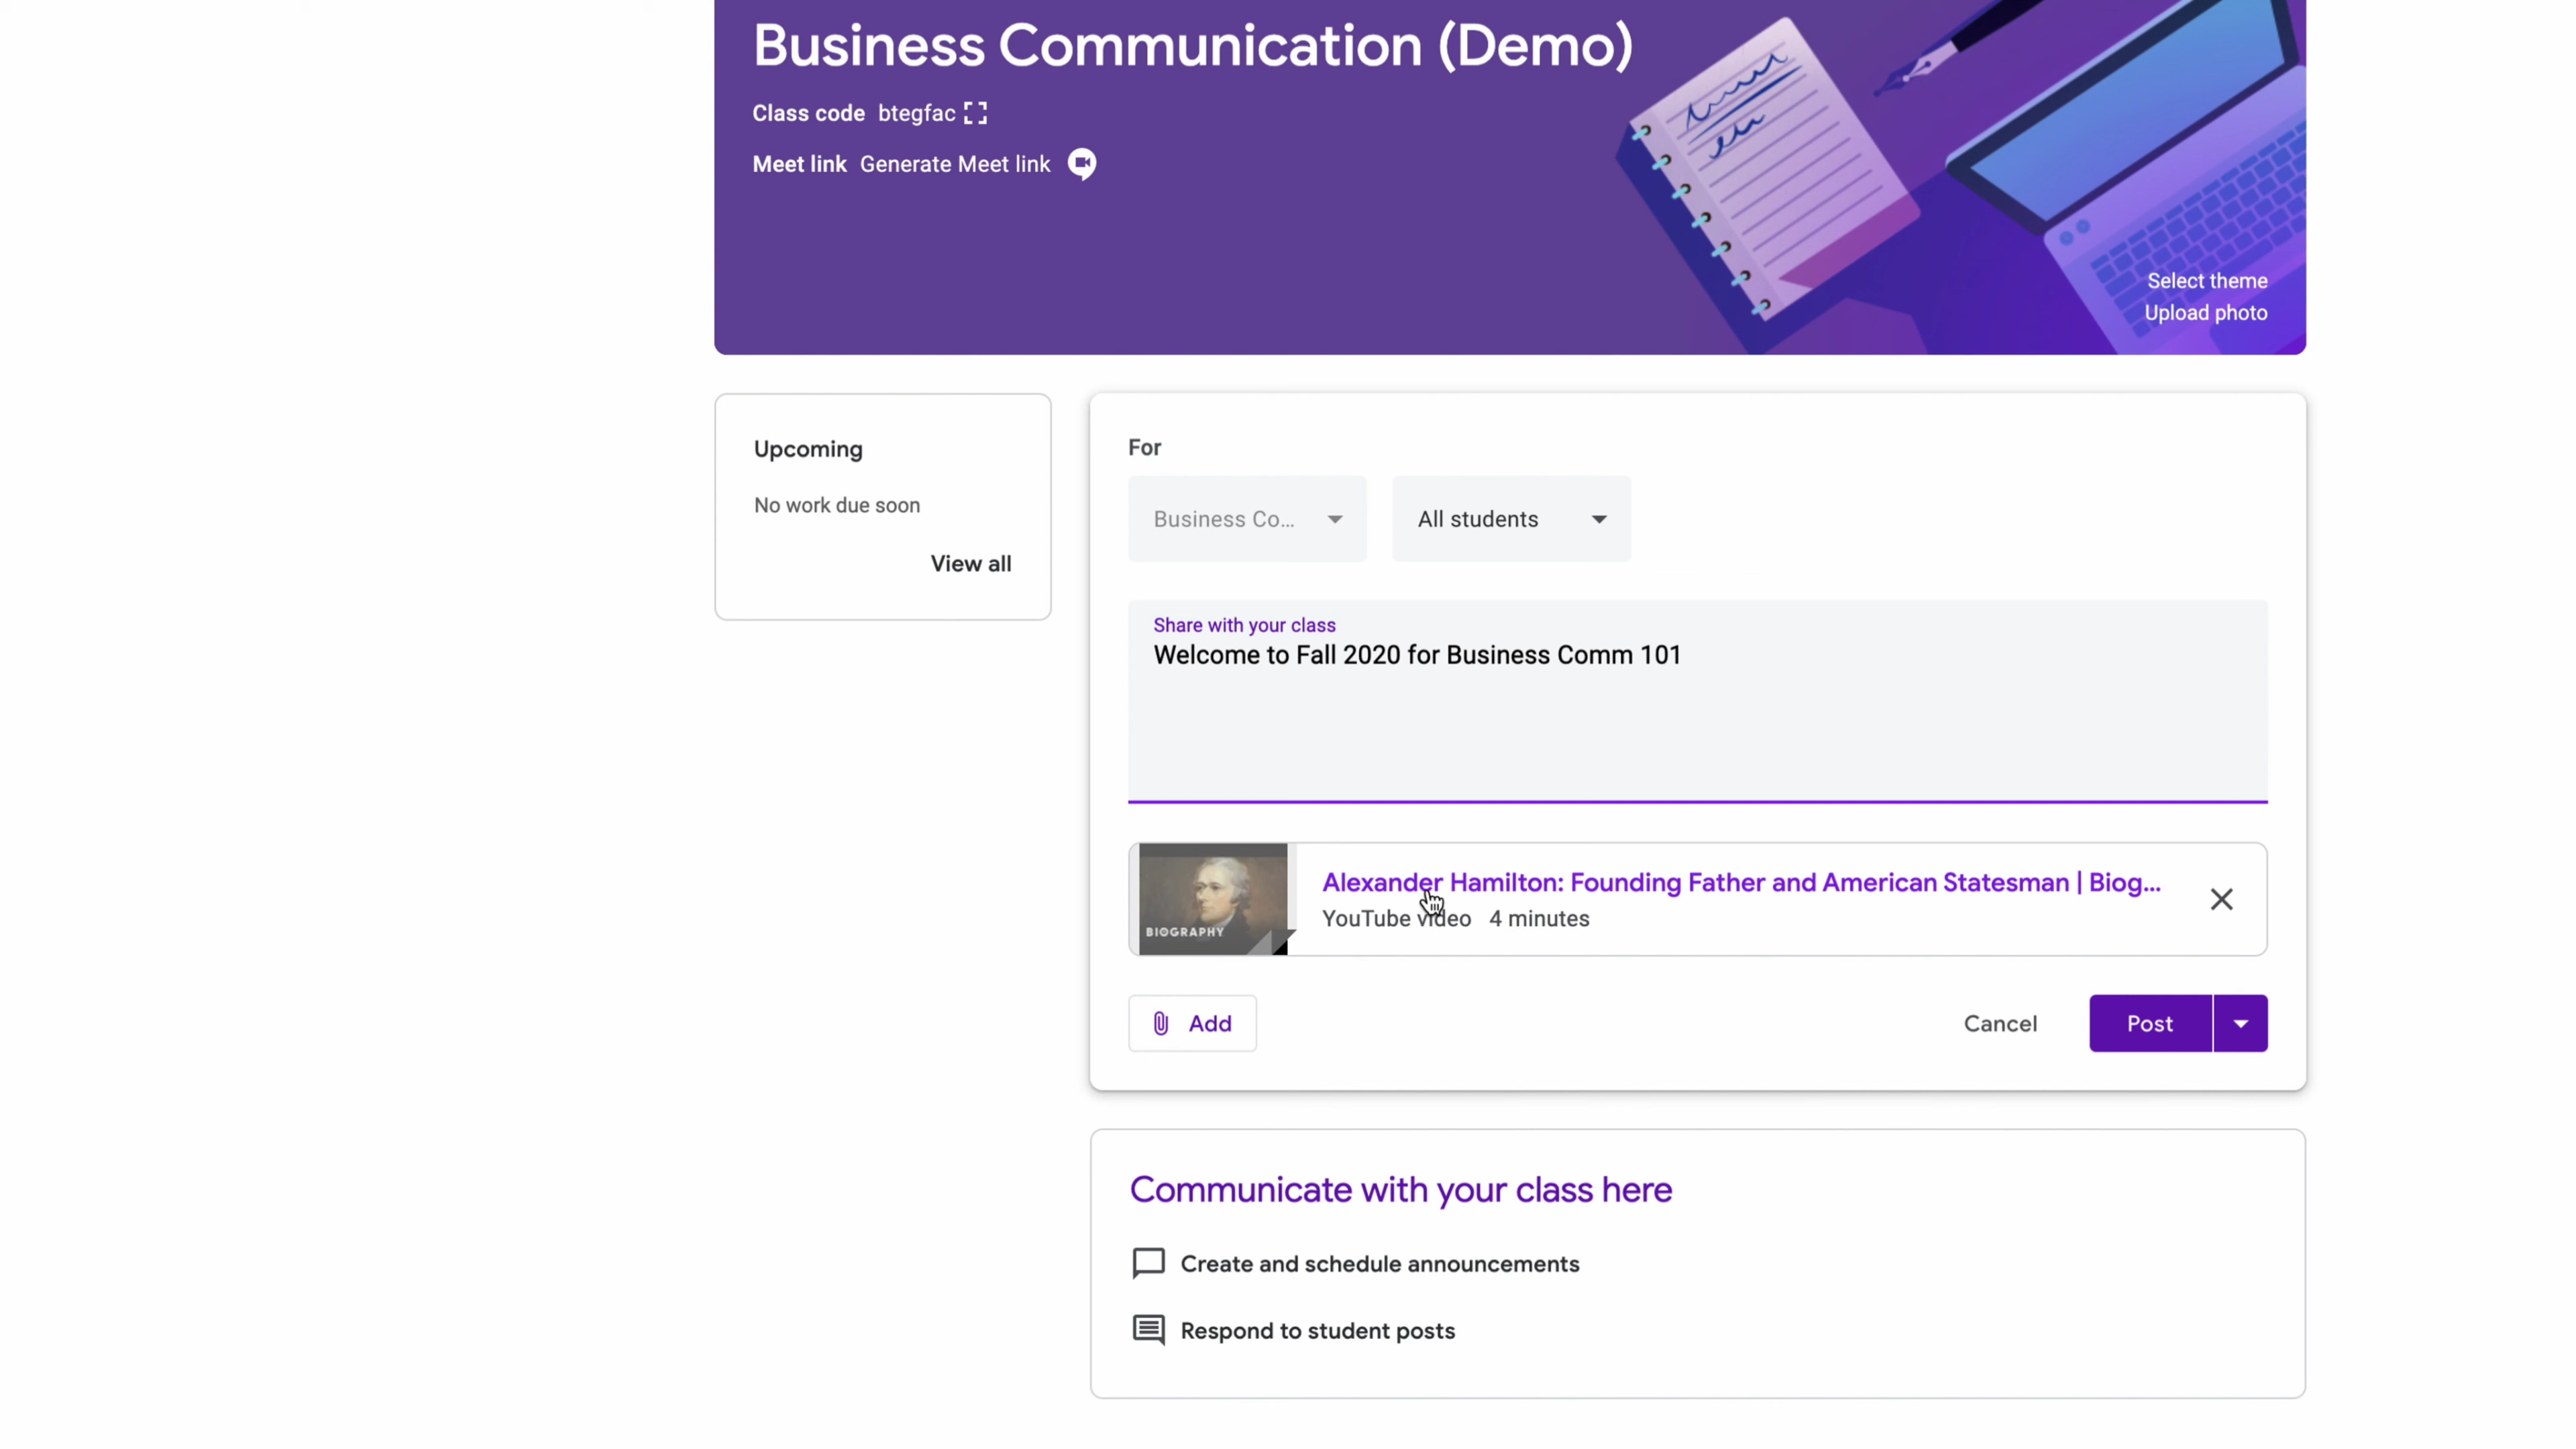 Business Communication (Demo)
Class code btegfac
Meet link Generate Meet link
Select theme
Upload photo
Upcoming
No work due soon
View all
For
Business Co...
All students
Share with your class
Welcome to Fall 2020 for Business Comm 101
BIOGRAPHY
Alexander Hamilton: Founding Father and American Statesman | Biog...
YouTube video 4 minutes
Add
Cancel
Post
Communicate with your class here
Create and schedule announcements
Respond to student posts